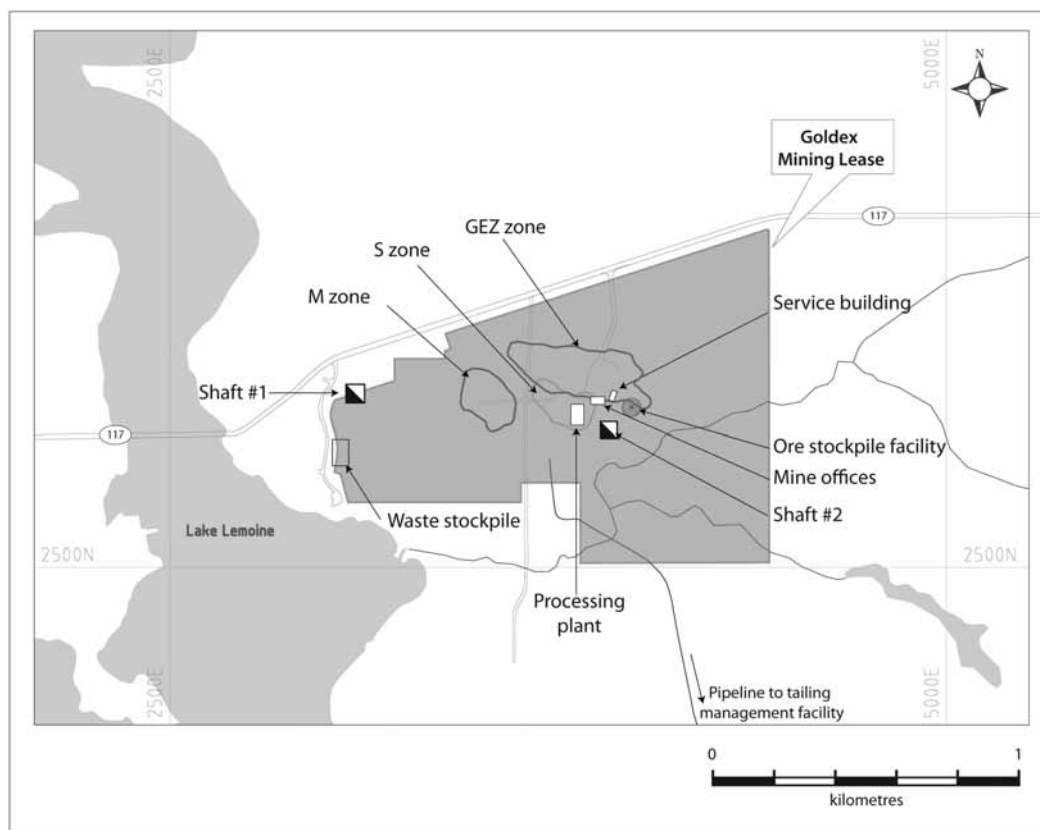 2500E
5000E
N
Goldex
Mining Lease
117
GEZ zone
S zone
M zone
Service building
Shaft #1
117
Ore stockpile facility
Mine offices
Shaft #2
Waste stockpile
Lake Lemoine
2500N
2500N
Processing
plant
2500E
5000E
Pipeline to tailing
management facility
0
1
kilometres